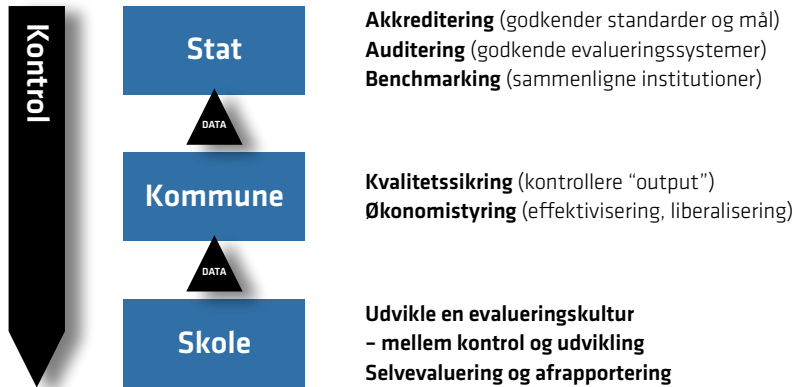 Kontrol
Stat
Akkreditering (godkender standarder og mål)
Auditering (godkende evalueringssystemer)
Benchmarking (sammenligne institutioner)
DATA
Kommune
Kvalitetssikring (kontrollere “output”)
Økonomistyring (effektivisering, liberalisering)
DATA
Skole
Udvikle en evalueringskultur
– mellem kontrol og udvikling
Selvevaluering og afrapportering